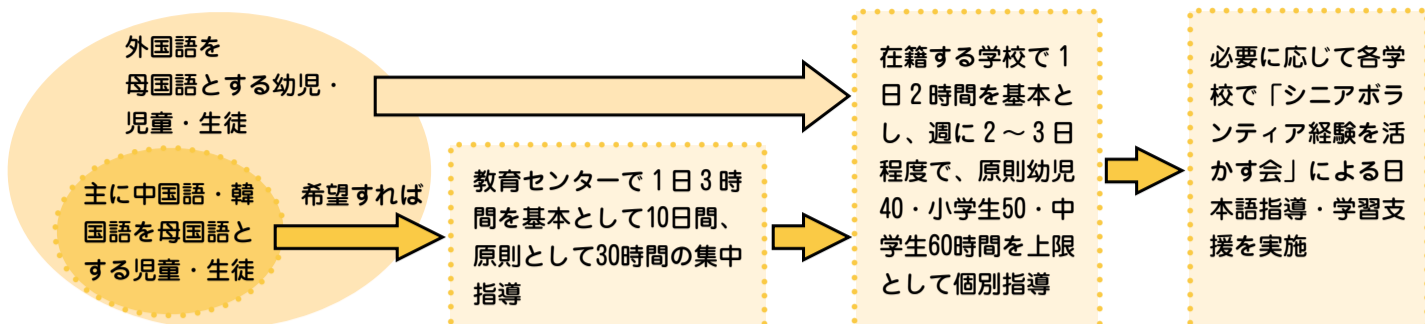 外国語を
母国語とする幼児・
児童・生徒
主に中国語・韓
国語を母国語と
する児童・生徒
希望すれば
教育センターで1日3時
間を基本として10日間、
原則として30時間の集中
指導
在籍する学校で1
日2時間を基本と
し、週に2〜3日
程度で、原則幼児
40・小学生50・中
学生60時間を上限
として個別指導
必要に応じて各学
校で「シニアボラ
ンティア経験を活
かす会」による日
本語指導・学習支
援を実施